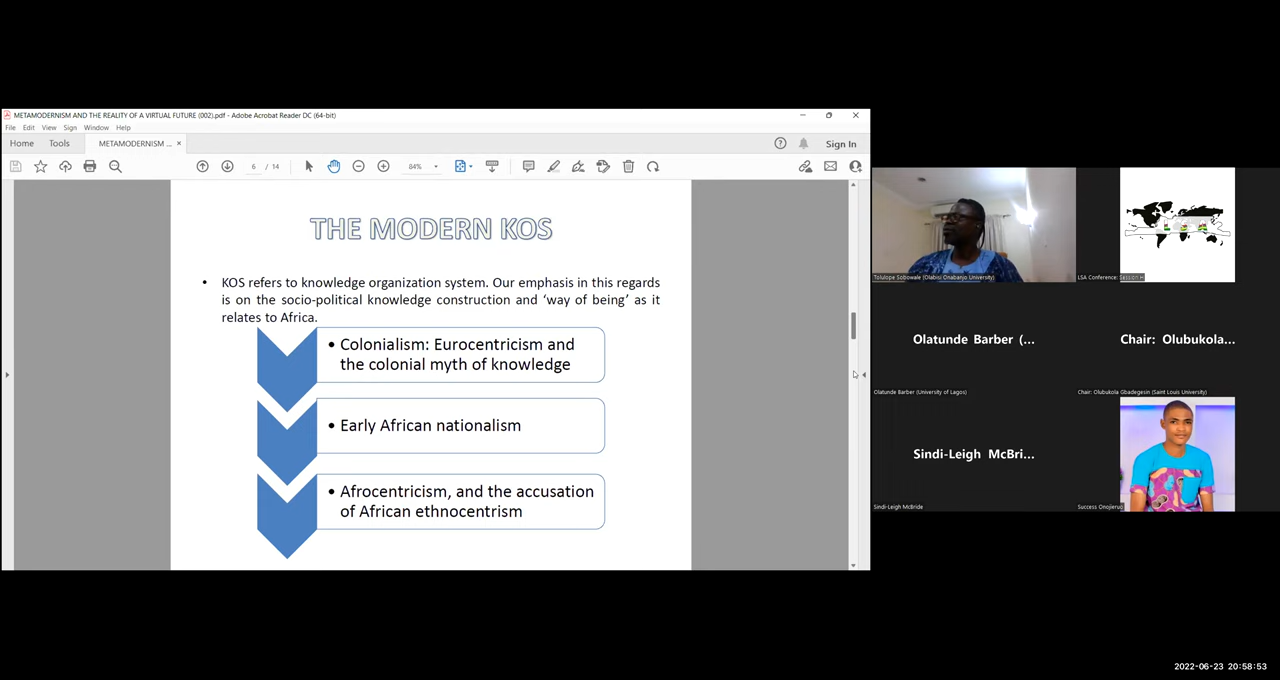 METAMODERNISM AND THE REALITY OF A VIRTUAL FUTURE (002).pdf - Adobe Acrobat Reader DC (64-bit)
File Edit View Sign Window Help
Home Tools METAMODERNISM ... × Sign In
6 / 14 84%
THE MODERN KOS
• KOS refers to knowledge organization system. Our emphasis in this regards
is on the socio-political knowledge construction and ‘way of being’ as it
relates to Africa.
• Colonialism: Eurocentricism and
the colonial myth of knowledge
• Early African nationalism
• Afrocentricism, and the accusation
of African ethnocentrism
Tolulope Sobowale (Olabisi Onabanjo University)
LSA Conference: Session H
Olatunde Barber (...
Olatunde Barber (University of Lagos)
Chair: Olubukola...
Chair: Olubukola Gbadegesin (Saint Louis University)
Sindi-Leigh McBri...
Sindi-Leigh McBride
Success Onojieruo
2022-06-23 20:58:53